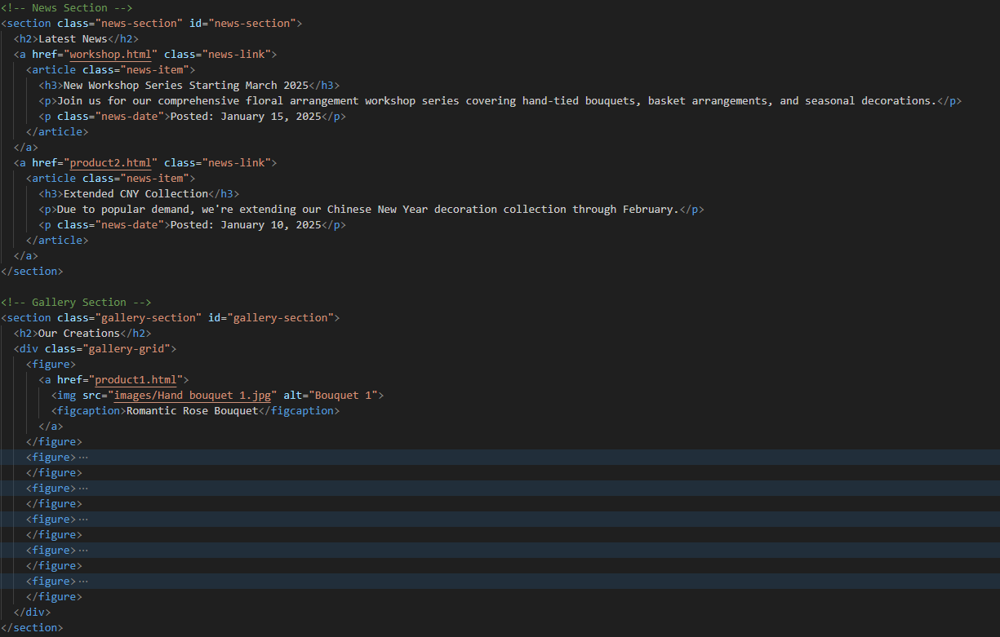 <!-- News Section -->
<section class="news-section" id="news-section">
<h2>Latest News</h2>
<a href="workshop.html" class="news-link">
<article class="news-item">
<h3>New Workshop Series Starting March 2025</h3>
<p>Join us for our comprehensive floral arrangement workshop series covering hand-tied bouquets, basket arrangements, and seasonal decorations.</p>
<p class="news-date">Posted: January 15, 2025</p>
</article>
</a>
<a href="product2.html" class="news-link">
<article class="news-item">
<h3>Extended CNY Collection</h3>
<p>Due to popular demand, we're extending our Chinese New Year decoration collection through February.</p>
<p class="news-date">Posted: January 10, 2025</p>
</article>
</a>
</section>
<!-- Gallery Section -->
<section class="gallery-section" id="gallery-section">
<h2>Our Creations</h2>
<div class="gallery-grid">
<figure>
<a href="product1.html">
<img src="images/Hand bouquet 1.jpg" alt="Bouquet 1">
<figcaption>Romantic Rose Bouquet</figcaption>
</a>
</figure>
<figure>···
</figure>
<figure>···
</figure>
<figure>···
</figure>
<figure>···
</figure>
<figure>···
</figure>
</div>
</section>